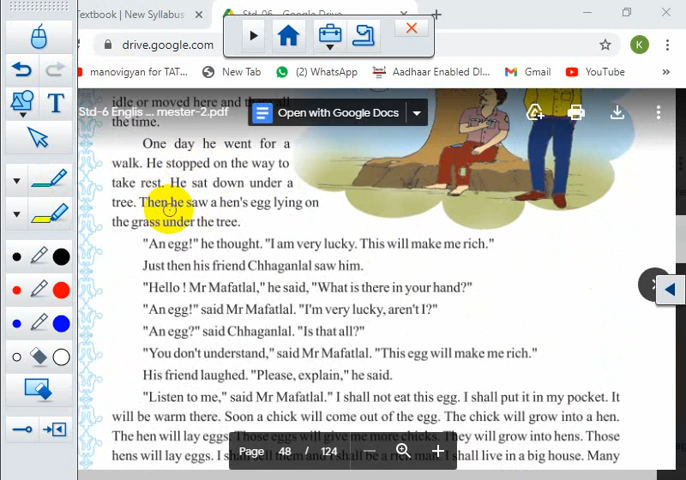 Textbook | New Syllabus
Std-06 - Google Drive
drive.google.com
K
manovigyan for TAT...
New Tab
(2) WhatsApp
Aadhaar Enabled DI...
Gmail
YouTube
idle or moved here and all
Std-6 Englis ... mester-2.pdf
Open with Google Docs
the time.
One day he went for a
walk. He stopped on the way to
take rest. He sat down under a
tree. Then he saw a hen's egg lying on
the grass under the tree.
"An egg!" he thought. "I am very lucky. This will make me rich."
Just then his friend Chhaganlal saw him.
"Hello ! Mr Mafatlal," he said, "What is there in your hand?"
"An egg!" said Mr Mafatlal. "I'm very lucky, aren't I?"
"An egg?" said Chhaganlal. "Is that all?"
"You don't understand," said Mr Mafatlal. "This egg will make me rich."
His friend laughed. "Please, explain," he said.
"Listen to me," said Mr Mafatlal." I shall not eat this egg. I shall put it in my pocket. It
will be warm there. Soon a chick will come out of the egg. The chick will grow into a hen.
The hen will lay eggs. Those eggs will give me more chicks. They will grow into hens. Those
hens will lay eggs. I shall sell them and I shall be a rich man. I shall live in a big house. Many
Page 48 / 124
T